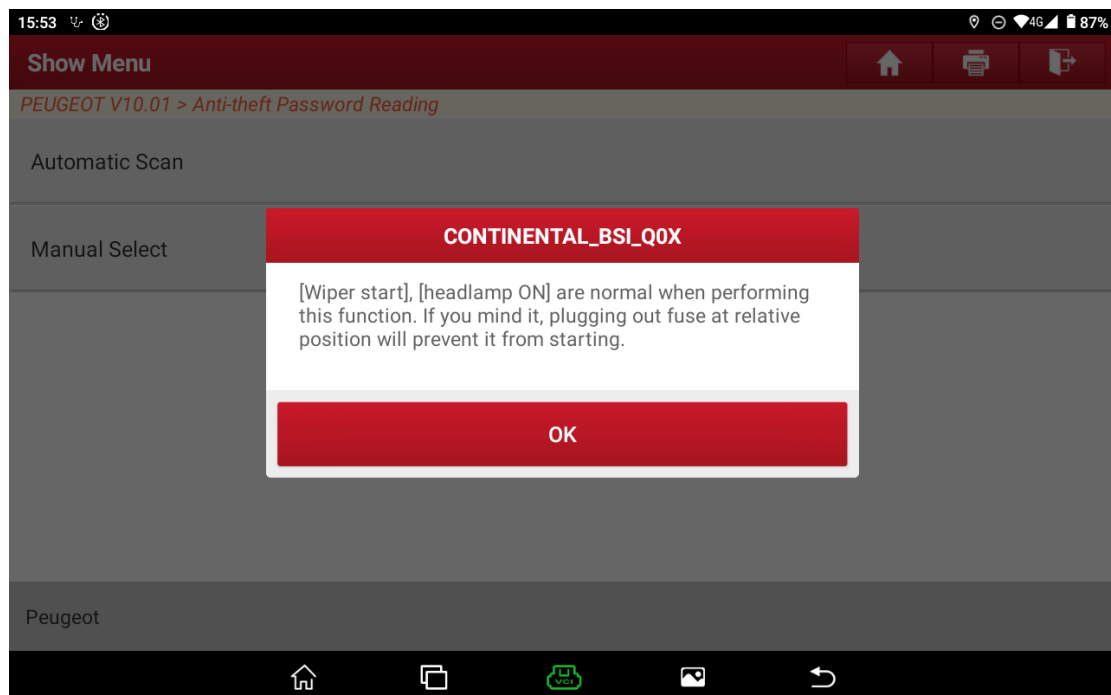 15:53
4G 87%
Show Menu
PEUGEOT V10.01 > Anti-theft Password Reading
Automatic Scan
Manual Select
CONTINENTAL_BSI_Q0X
[Wiper start], [headlamp ON] are normal when performing
this function. If you mind it, plugging out fuse at relative
position will prevent it from starting.
OK
Peugeot
VCI